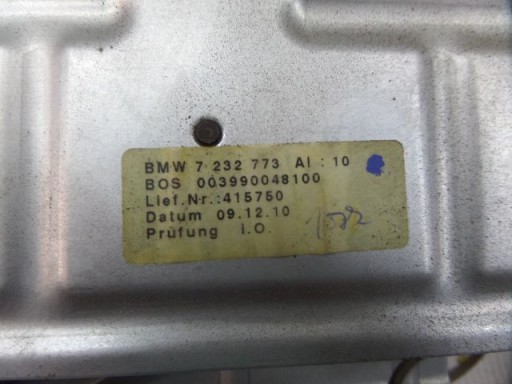 BMW 7 232 773 AI : 10
BOS 003990048100
Lief.Nr.:415750
Datum 09.12.10
Prüfung i.O.